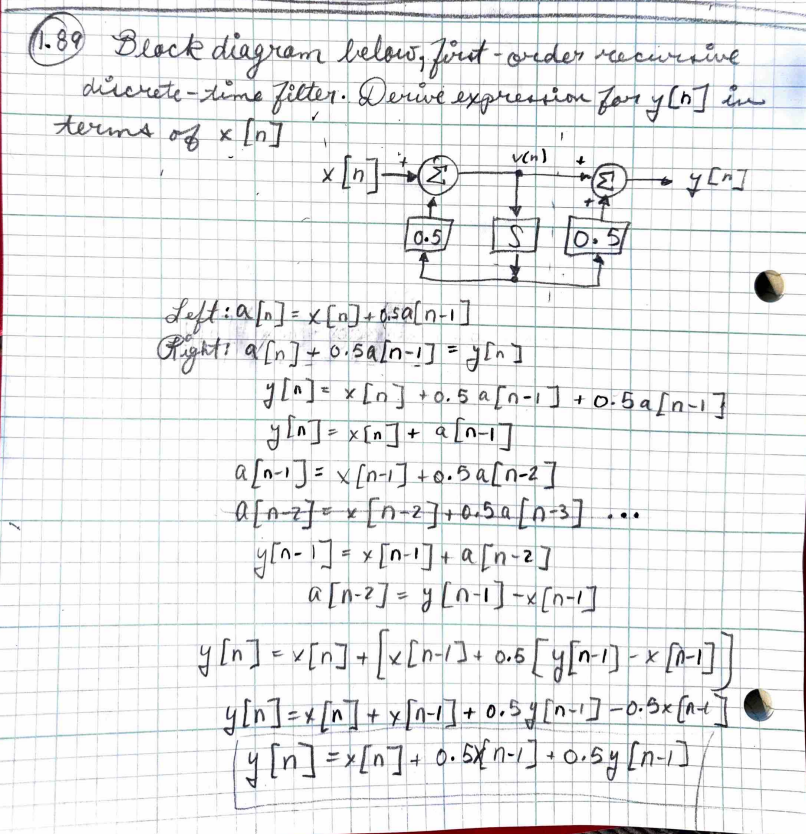 1.89 Block diagram below, first-order recursive
discrete-time filter. Derive expression for y[n] in
terms of x[n]
x[n] + Σ v(n) + Σ y[n]
+
0.5 S 0.5
Left: a[n] = x[n] + 0.5a[n-1]
Right: a[n] + 0.5a[n-1] = y[n]
y[n] = x[n] + 0.5 a[n-1] + 0.5a[n-1]
y[n] = x[n] + a[n-1]
a[n-1] = x[n-1] + 0.5a[n-2]
a[n-2] = x[n-2] + 0.5a[n-3] ...
y[n-1] = x[n-1] + a[n-2]
a[n-2] = y[n-1] - x[n-1]
y[n] = x[n] + [x[n-1] + 0.5[y[n-1] - x[n-1]]
y[n] = x[n] + x[n-1] + 0.5y[n-1] - 0.5x[n-1]
y[n] = x[n] + 0.5x[n-1] + 0.5y[n-1]